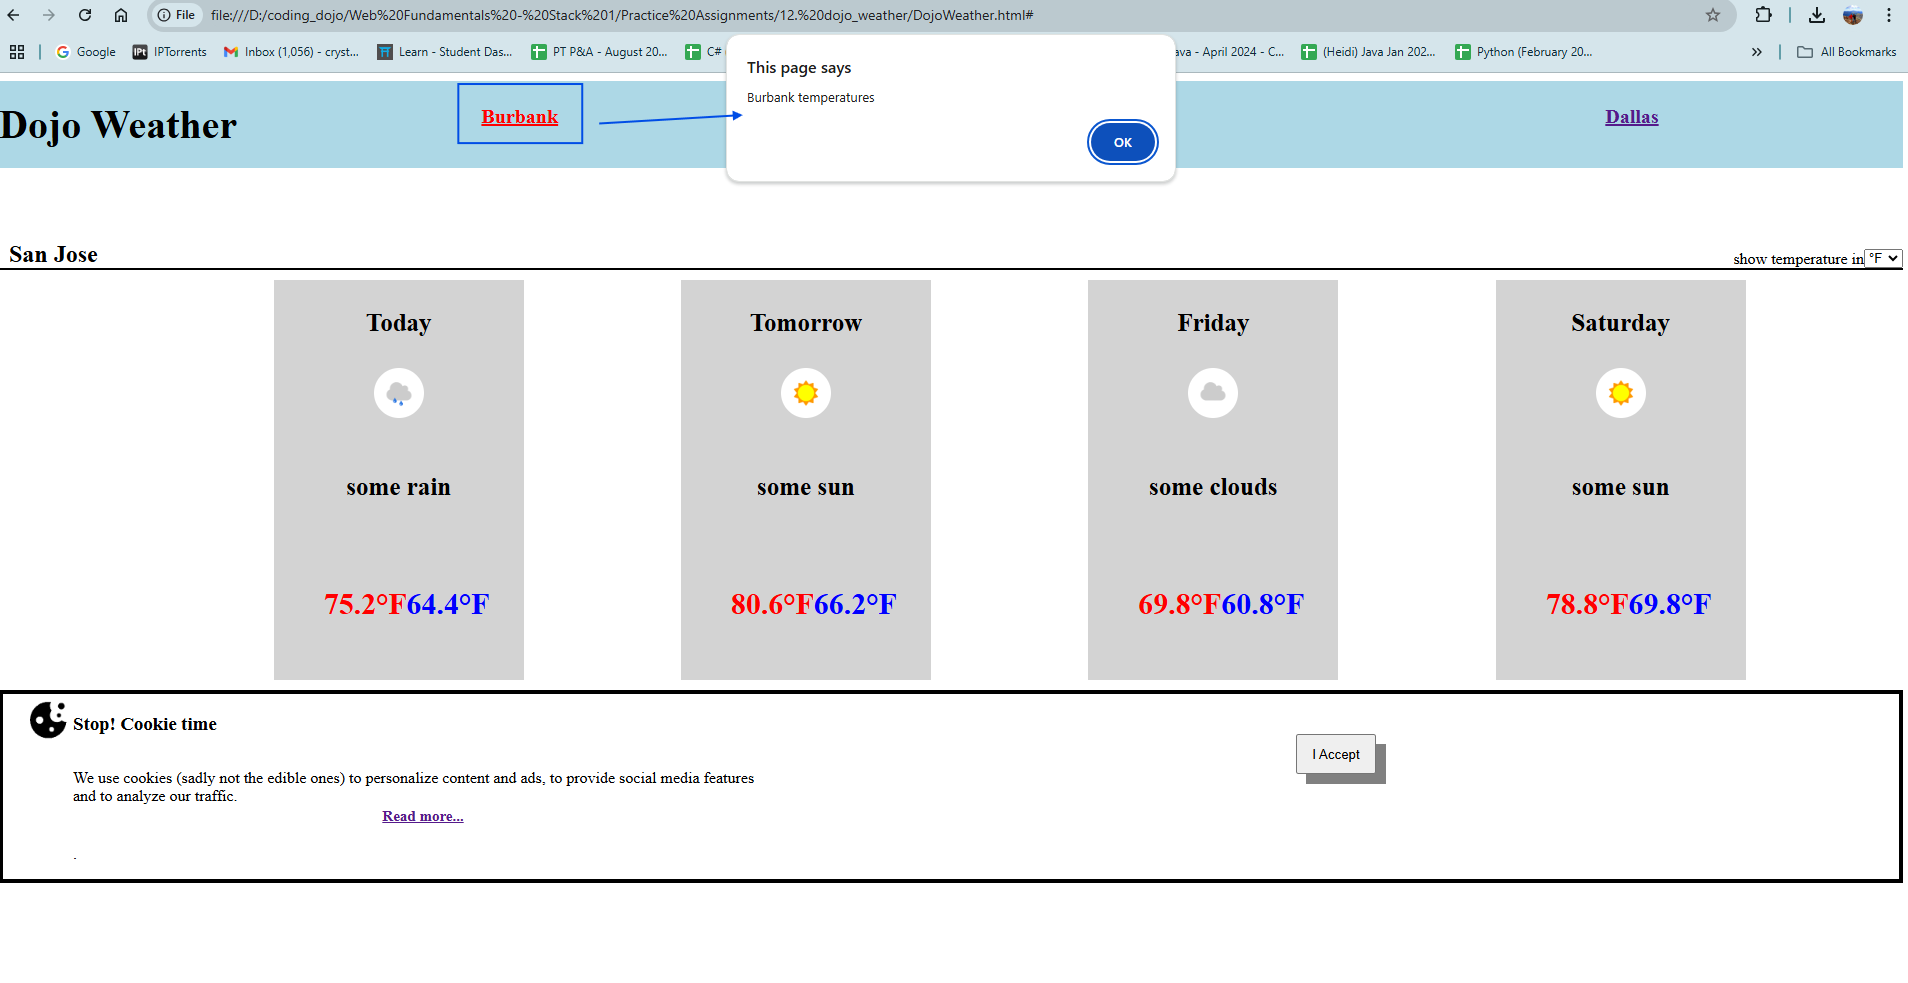 File file:///D:/coding_dojo/Web%20Fundamentals%20-%20Stack%201/Practice%20Assignments/12.%20dojo_weather/DojoWeather.html#
Google IPTorrents Inbox (1,056) - cryst... Learn - Student Das... PT P&A - August 20... C# ava - April 2024 - C... (Heidi) Java Jan 202... Python (February 20... » All Bookmarks
This page says
Burbank temperatures
OK
Dojo Weather Burbank Dallas
San Jose show temperature in °F
Today Tomorrow Friday Saturday
some rain some sun some clouds some sun
75.2°F64.4°F 80.6°F66.2°F 69.8°F60.8°F 78.8°F69.8°F
Stop! Cookie time
I Accept
We use cookies (sadly not the edible ones) to personalize content and ads, to provide social media features
and to analyze our traffic.
Read more...
.